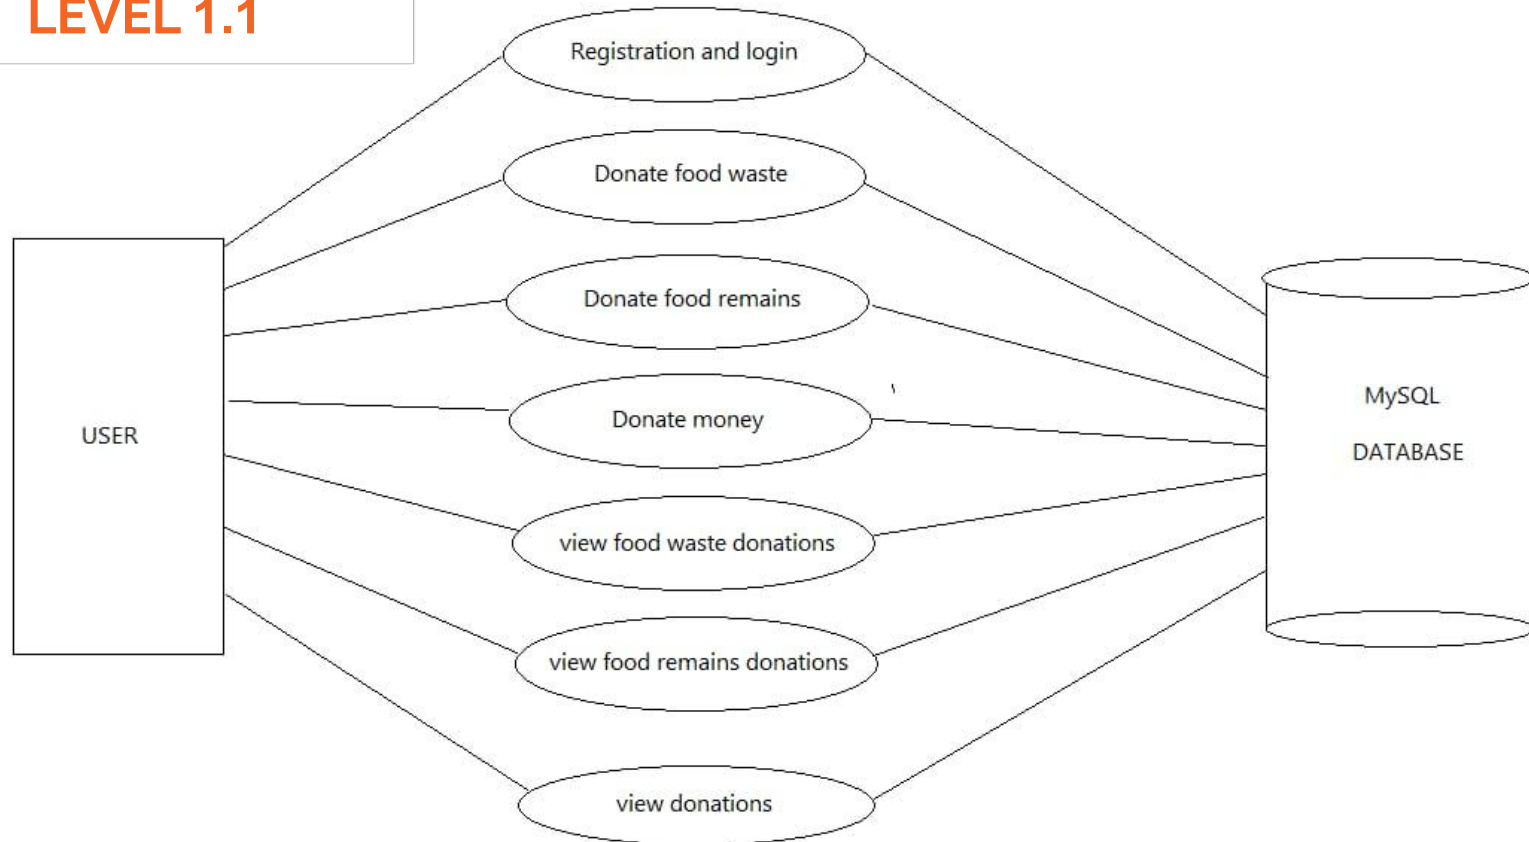 LEVEL 1.1
Registration and login
Donate food waste
Donate food remains
Donate money
USER
MySQL
DATABASE
view food waste donations
view food remains donations
view donations